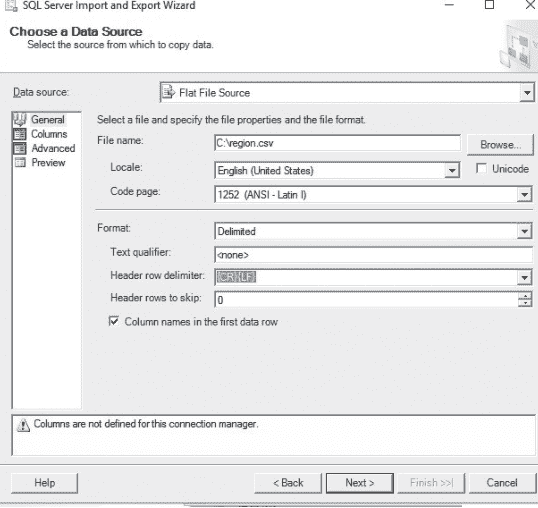 SQL Server Import and Export Wizard
Choose a Data Source
Select the source from which to copy data.
Data source: Flat File Source
General
Columns
Advanced
Preview
Select a file and specify the file properties and the file format.
File name: C:\region.csv Browse...
Locale: English (United States) Unicode
Code page: 1252 (ANSI - Latin I)
Format: Delimited
Text qualifier: <none>
Header row delimiter: {CR}{LF}
Header rows to skip: 0
Column names in the first data row
Columns are not defined for this connection manager.
Help < Back Next > Finish >>| Cancel